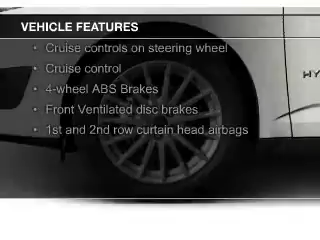 VEHICLE FEATURES
• Cruise controls on steering wheel
• Cruise control
• 4-wheel ABS Brakes
• Front Ventilated disc brakes
• 1st and 2nd row curtain head airbags
HY